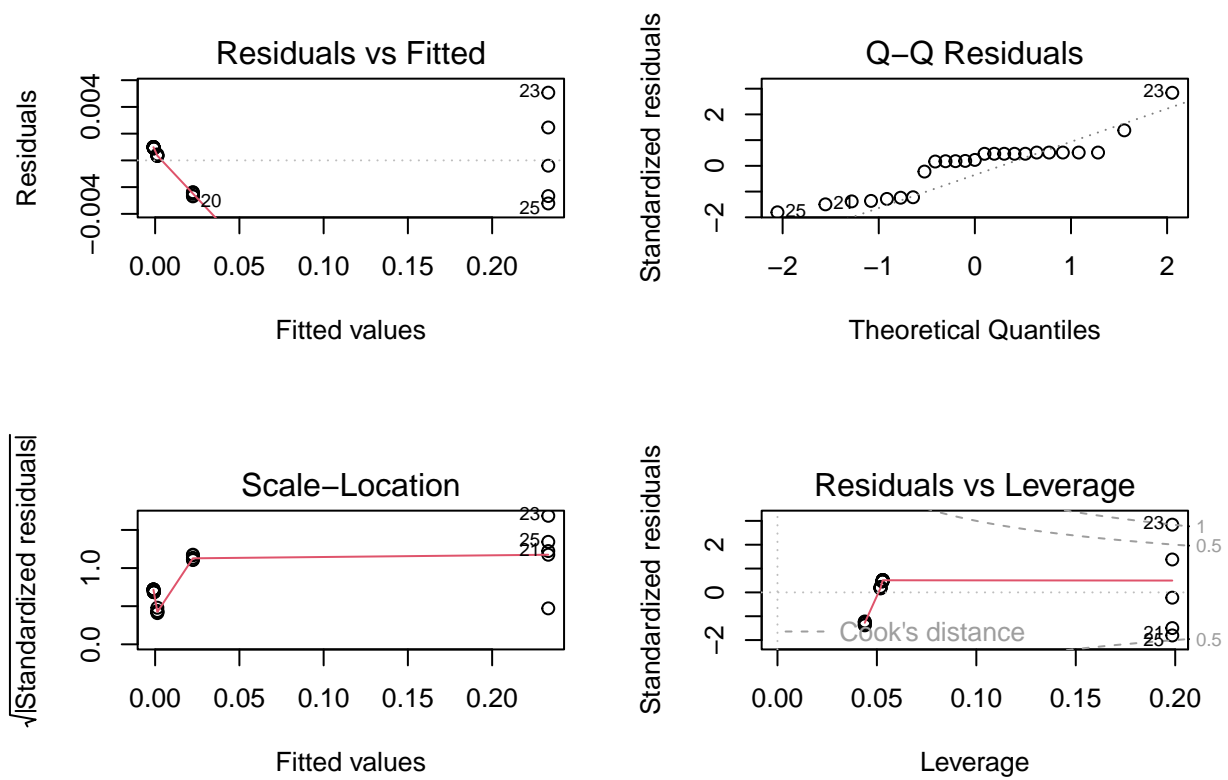 Residuals vs Fitted
Residuals
0.004
−0.004
23
20
25
0.00 0.05 0.10 0.15 0.20
Fitted values
Q−Q Residuals
Standardized residuals
2
0
−2
23
25
21
−2 −1 0 1 2
Theoretical Quantiles
Scale−Location
√|Standardized residuals|
1.0
0.0
23
25
21
0.00 0.05 0.10 0.15 0.20
Fitted values
Residuals vs Leverage
Standardized residuals
2
0
−2
23
1
0.5
Cook's distance
21
25
0.5
0.00 0.05 0.10 0.15 0.20
Leverage